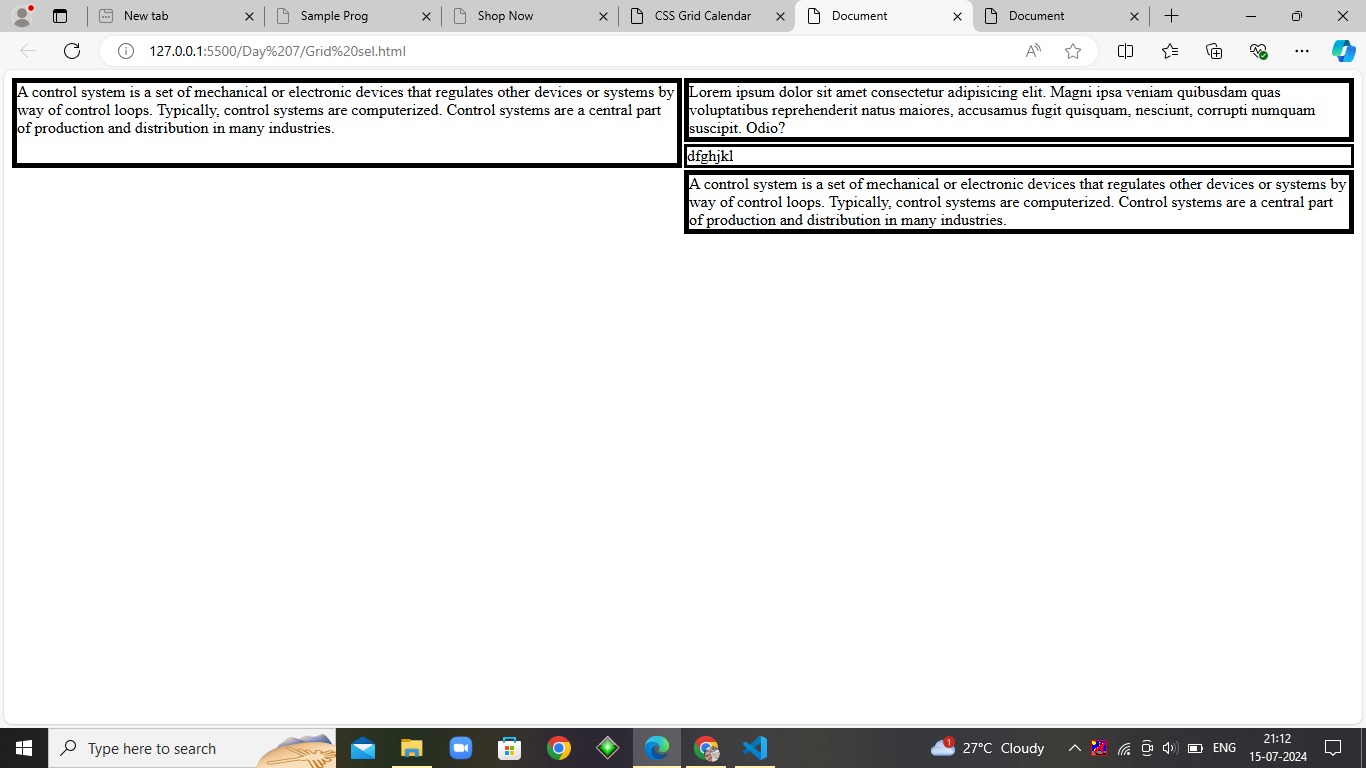 New tab
Sample Prog
Shop Now
CSS Grid Calendar
Document
Document
127.0.0.1:5500/Day%207/Grid%20sel.html
A control system is a set of mechanical or electronic devices that regulates other devices or systems by
way of control loops. Typically, control systems are computerized. Control systems are a central part
of production and distribution in many industries.
Lorem ipsum dolor sit amet consectetur adipisicing elit. Magni ipsa veniam quibusdam quas
voluptatibus reprehenderit natus maiores, accusamus fugit quisquam, nesciunt, corrupti numquam
suscipit. Odio?
dfghjkl
A control system is a set of mechanical or electronic devices that regulates other devices or systems by
way of control loops. Typically, control systems are computerized. Control systems are a central part
of production and distribution in many industries.
Type here to search
1
27°C Cloudy
ENG
21:12
15-07-2024